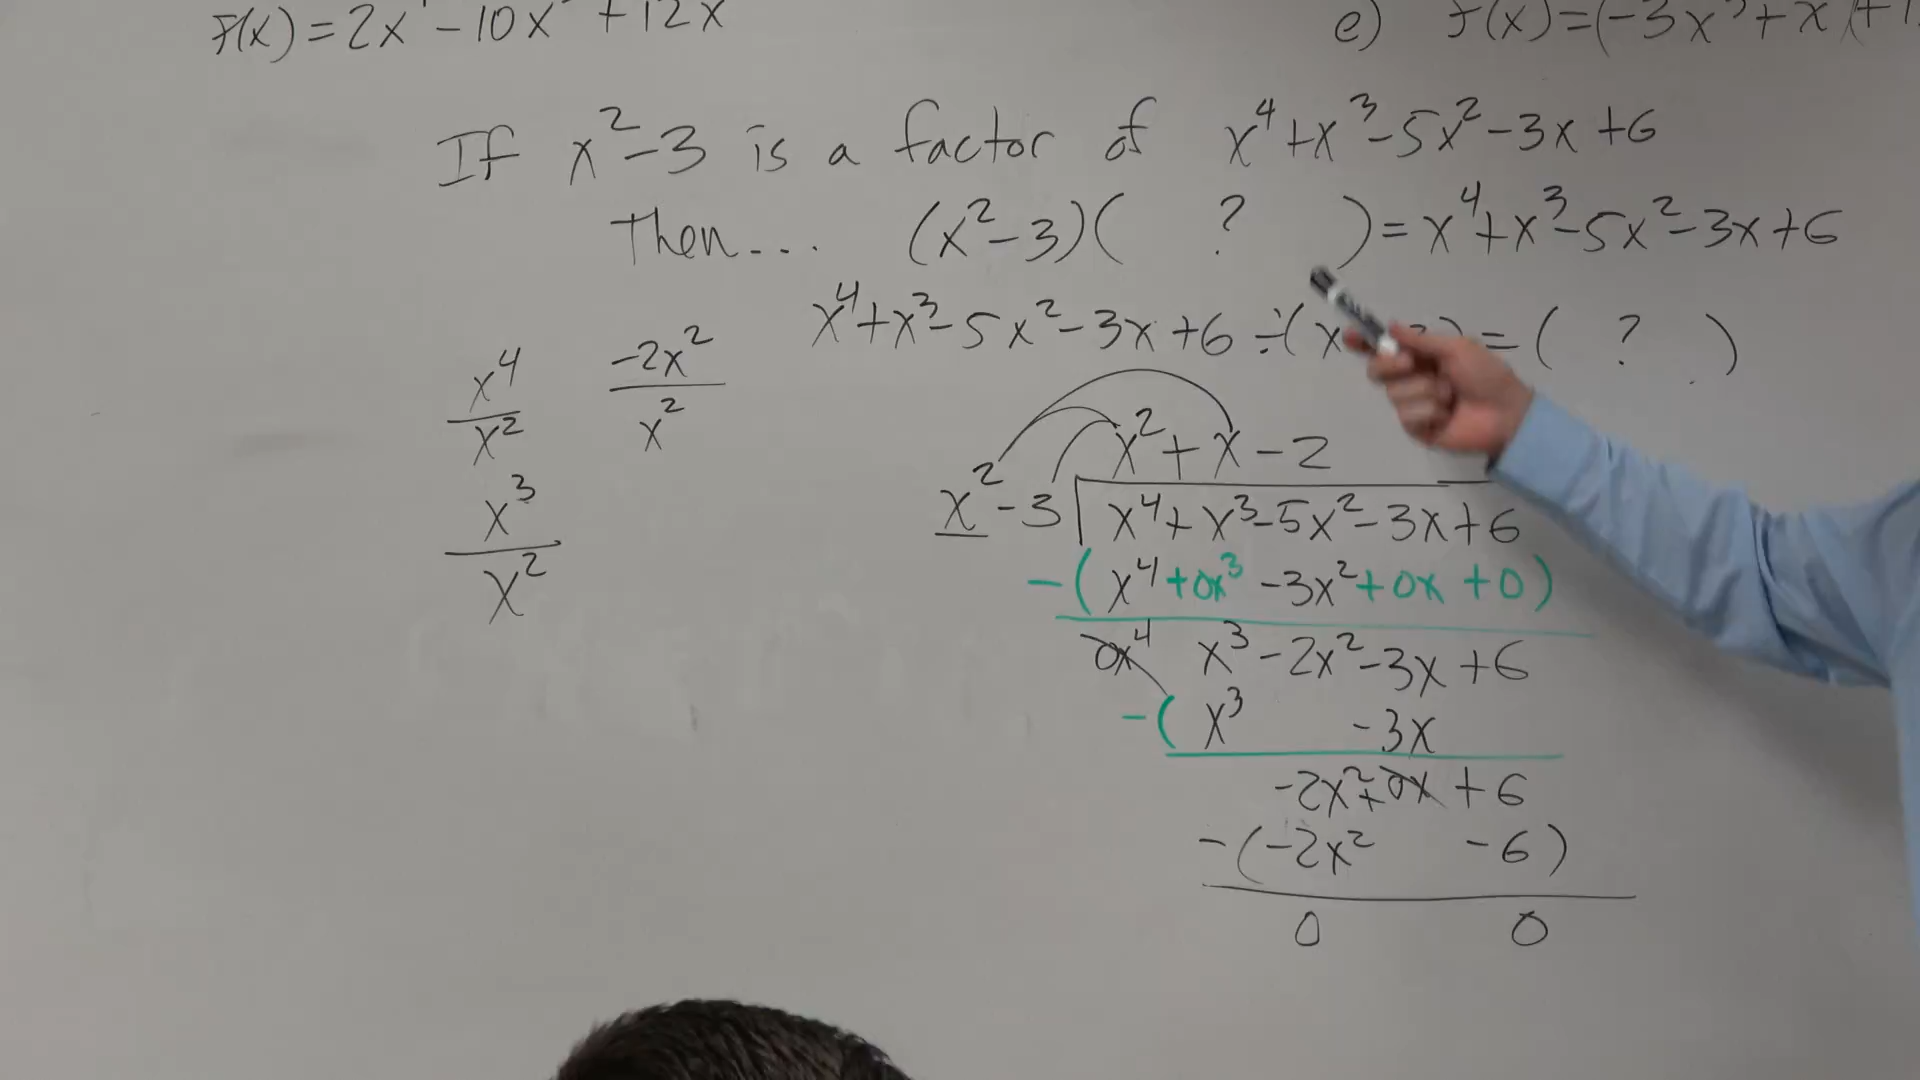 f(x)=2x -10x +12x
e) f(x)=(-3x³+x)(+1
If x²-3 is a factor of x⁴+x³-5x²-3x+6
Then... (x²-3)( ? )=x⁴+x³-5x²-3x+6
x⁴+x³-5x²-3x+6÷(x )=( ? )
x⁴/x² -2x²/x²
x³/x²
x²+x-2
x²-3 x⁴+x³-5x²-3x+6
-(x⁴+0x³-3x²+0x+0)
0x⁴ x³-2x²-3x+6
-(x³ -3x
-2x²+0x+6
-(-2x² -6)
0 0